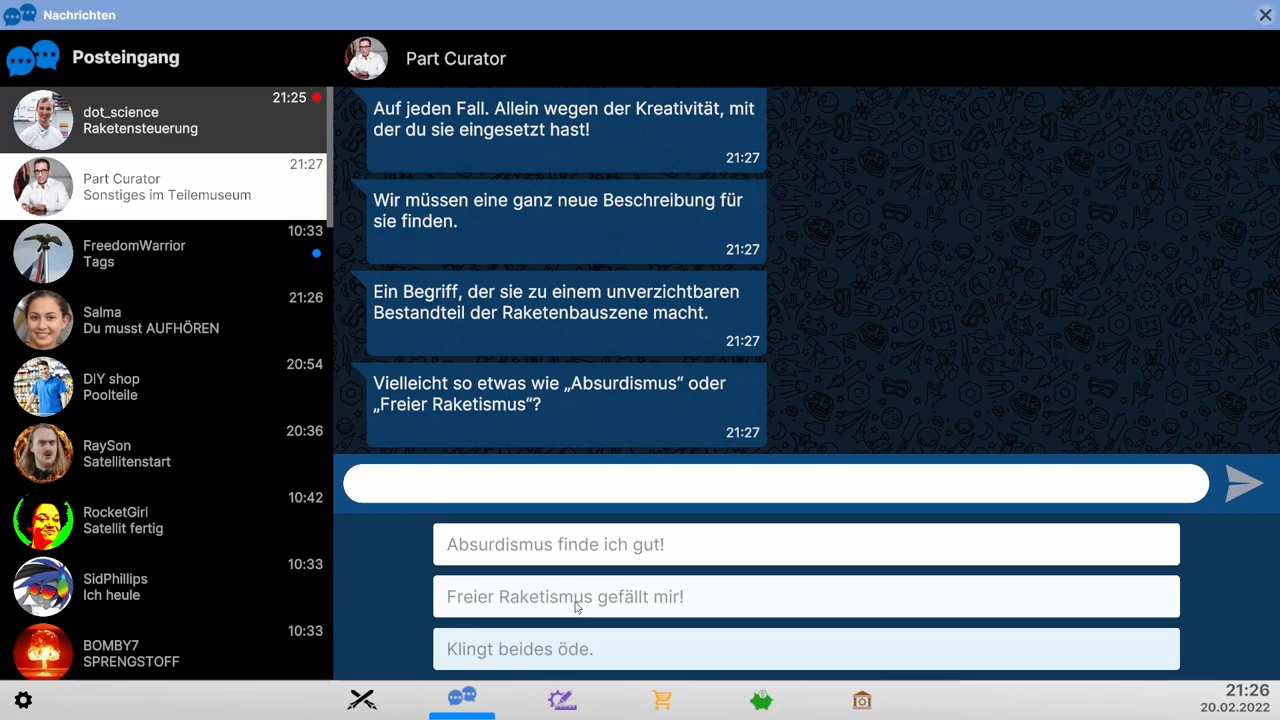 Nachrichten
Posteingang
dot_science
Raketensteuerung
21:25
Part Curator
Sonstiges im Teilemuseum
21:27
FreedomWarrior
Tags
10:33
Salma
Du musst AUFHÖREN
21:26
DIY shop
Poolteile
20:54
RaySon
Satellitenstart
20:36
RocketGirl
Satellit fertig
10:42
SidPhillips
Ich heule
10:33
BOMBY7
SPRENGSTOFF
10:33
Part Curator
Auf jeden Fall. Allein wegen der Kreativität, mit
der du sie eingesetzt hast!
21:27
Wir müssen eine ganz neue Beschreibung für
sie finden.
21:27
Ein Begriff, der sie zu einem unverzichtbaren
Bestandteil der Raketenbauszene macht.
21:27
Vielleicht so etwas wie „Absurdismus“ oder
„Freier Raketismus“?
21:27
Absurdismus finde ich gut!
Freier Raketismus gefällt mir!
Klingt beides öde.
21:26
20.02.2022